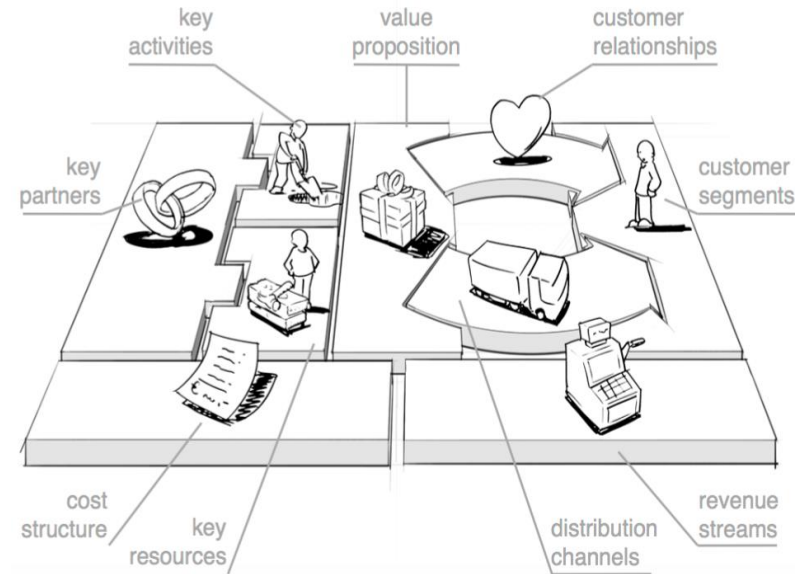 key
activities
value
proposition
customer
relationships
key
partners
customer
segments
cost
structure
key
resources
distribution
channels
revenue
streams